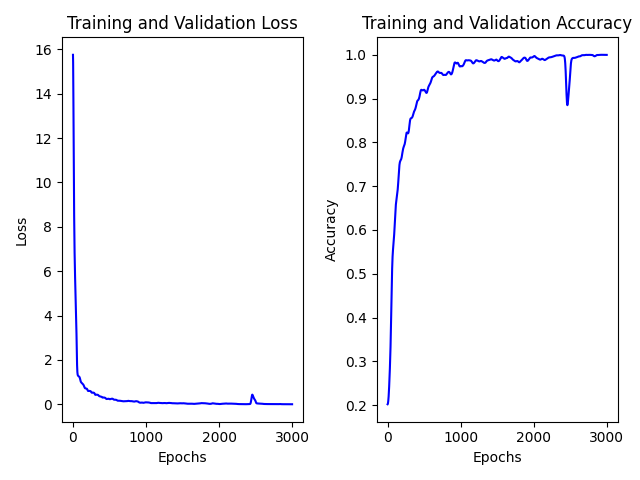 Training and Validation Loss
16
14
12
10
8
6
4
2
0
Loss
0 1000 2000 3000
Epochs
Training and Validation Accuracy
1.0
0.9
0.8
0.7
0.6
0.5
0.4
0.3
0.2
Accuracy
0 1000 2000 3000
Epochs